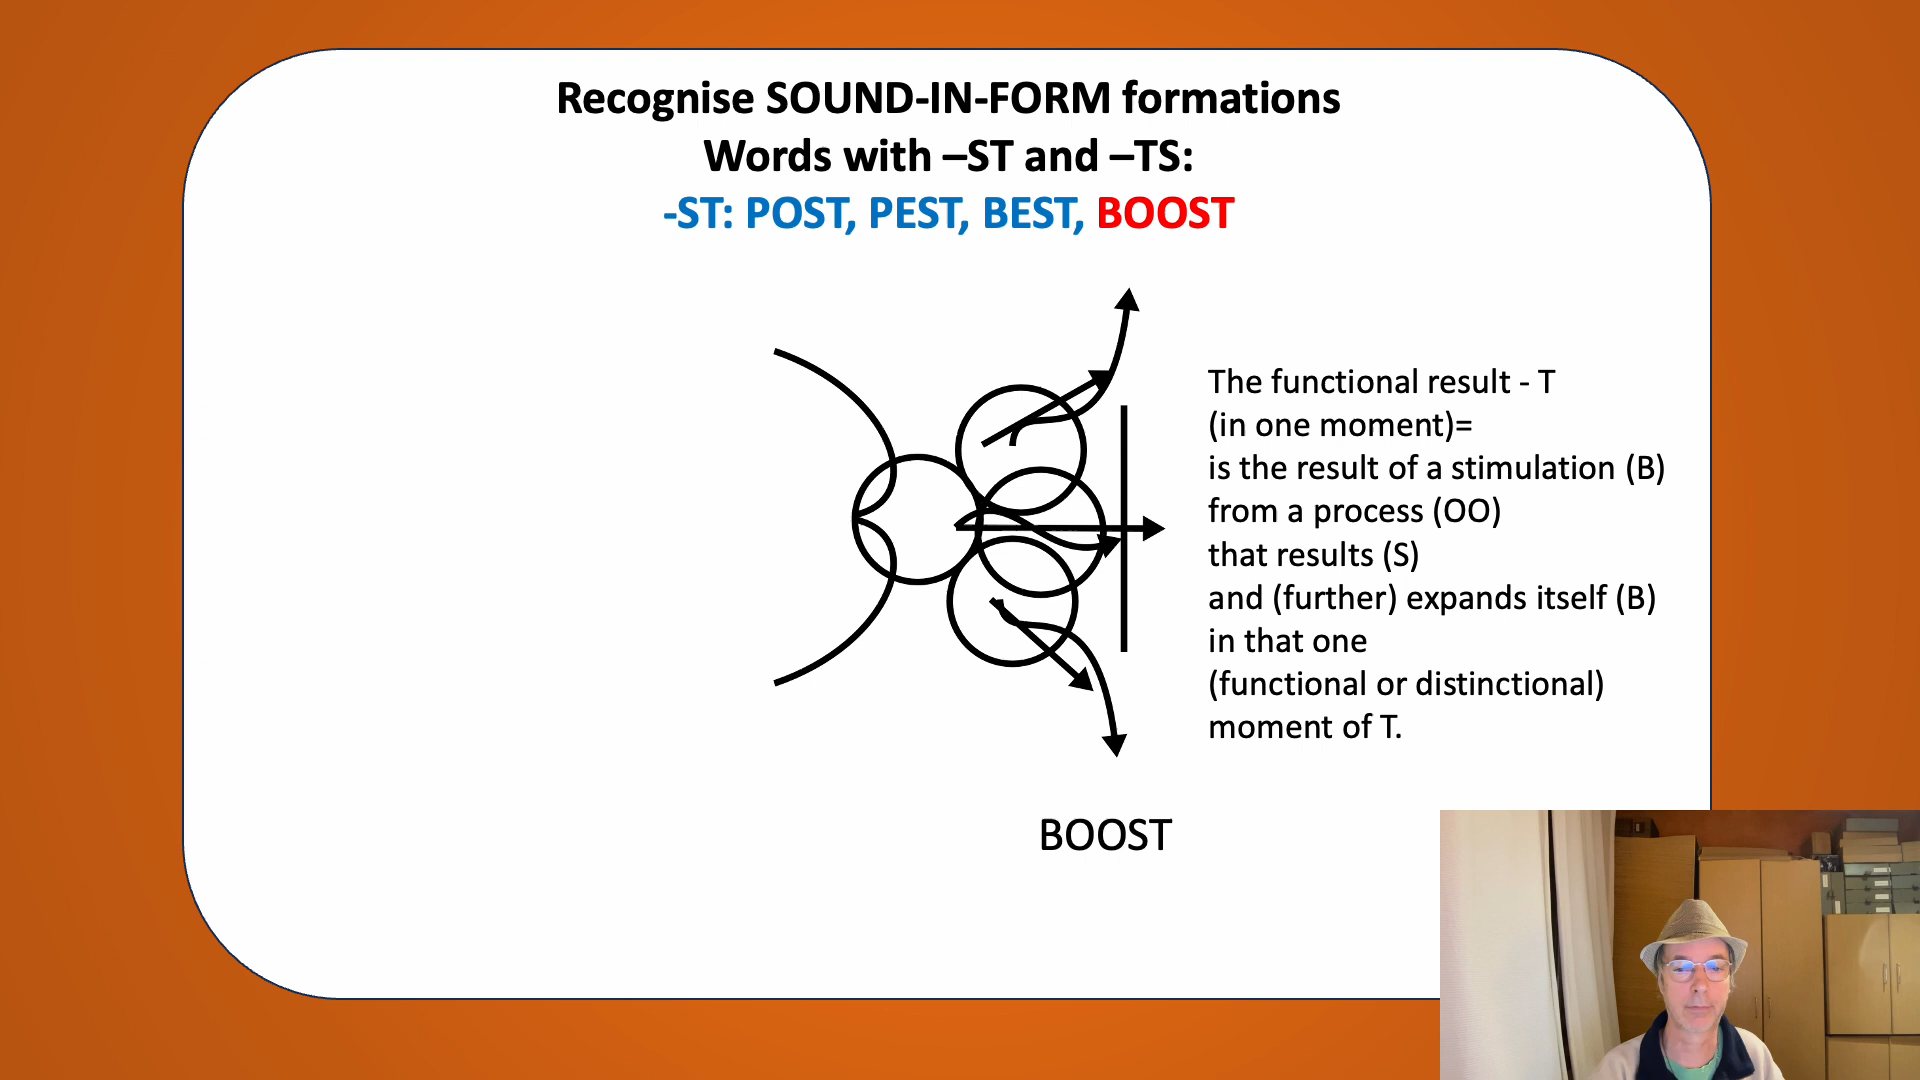 Recognise SOUND-IN-FORM formations
Words with –ST and –TS:
-ST: POST, PEST, BEST, BOOST
The functional result - T
(in one moment)=
is the result of a stimulation (B)
from a process (OO)
that results (S)
and (further) expands itself (B)
in that one
(functional or distinctional)
moment of T.
BOOST